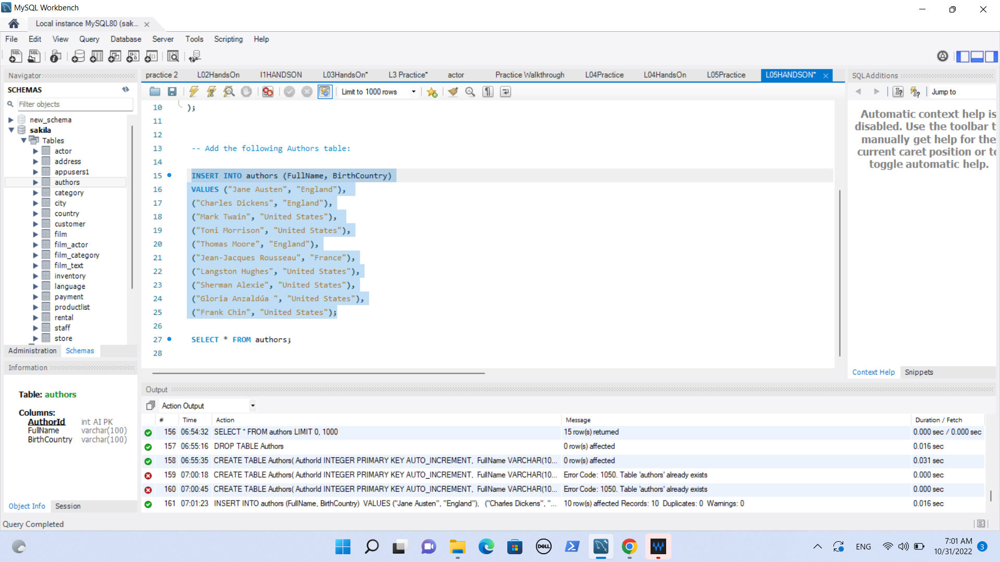 MySQL Workbench
Local instance MySQL80 (sak...
File Edit View Query Database Server Tools Scripting Help
Navigator
SCHEMAS
Filter objects
new_schema
sakila
Tables
actor
address
appusers1
authors
category
city
country
customer
film
film_actor
film_category
film_text
inventory
language
payment
productlist
rental
staff
store
Administration Schemas
Information
Table: authors
Columns:
AuthorId int AI PK
FullName varchar(100)
BirthCountry varchar(100)
Object Info Session
practice 2 L02HandsOn I1HANDSON L03HandsOn* L3 Practice* actor Practice Walkthrough L04Practice L04HandsOn L05Practice L05HANDSON*
Limit to 1000 rows
10 );
11
12
13 -- Add the following Authors table:
14
15 INSERT INTO authors (FullName, BirthCountry)
16 VALUES ("Jane Austen", "England"),
17 ("Charles Dickens", "England"),
18 ("Mark Twain", "United States"),
19 ("Toni Morrison", "United States"),
20 ("Thomas Moore", "England"),
21 ("Jean-Jacques Rousseau", "France"),
22 ("Langston Hughes", "United States"),
23 ("Sherman Alexie", "United States"),
24 ("Gloria Anzaldúa ", "United States"),
25 ("Frank Chin", "United States");
26
27 SELECT * FROM authors;
28
SQLAdditions
Jump to
Automatic context help is
disabled. Use the toolbar t
manually get help for the
current caret position or to
toggle automatic help.
Context Help Snippets
Output
Action Output
# Time Action Message Duration / Fetch
156 06:54:32 SELECT * FROM authors LIMIT 0, 1000 15 row(s) returned 0.000 sec / 0.000 sec
157 06:55:16 DROP TABLE Authors 0 row(s) affected 0.016 sec
158 06:55:35 CREATE TABLE Authors( AuthorId INTEGER PRIMARY KEY AUTO_INCREMENT, FullName VARCHAR(10... 0 row(s) affected 0.031 sec
159 07:00:18 CREATE TABLE Authors( AuthorId INTEGER PRIMARY KEY AUTO_INCREMENT, FullName VARCHAR(10... Error Code: 1050. Table 'authors' already exists 0.000 sec
160 07:00:45 CREATE TABLE Authors( AuthorId INTEGER PRIMARY KEY AUTO_INCREMENT, FullName VARCHAR(10... Error Code: 1050. Table 'authors' already exists 0.000 sec
161 07:01:23 INSERT INTO authors (FullName, BirthCountry) VALUES ("Jane Austen", "England"), ("Charles Dickens", "... 10 row(s) affected Records: 10 Duplicates: 0 Warnings: 0 0.016 sec
Query Completed
DELL
ENG
7:01 AM
10/31/2022
3